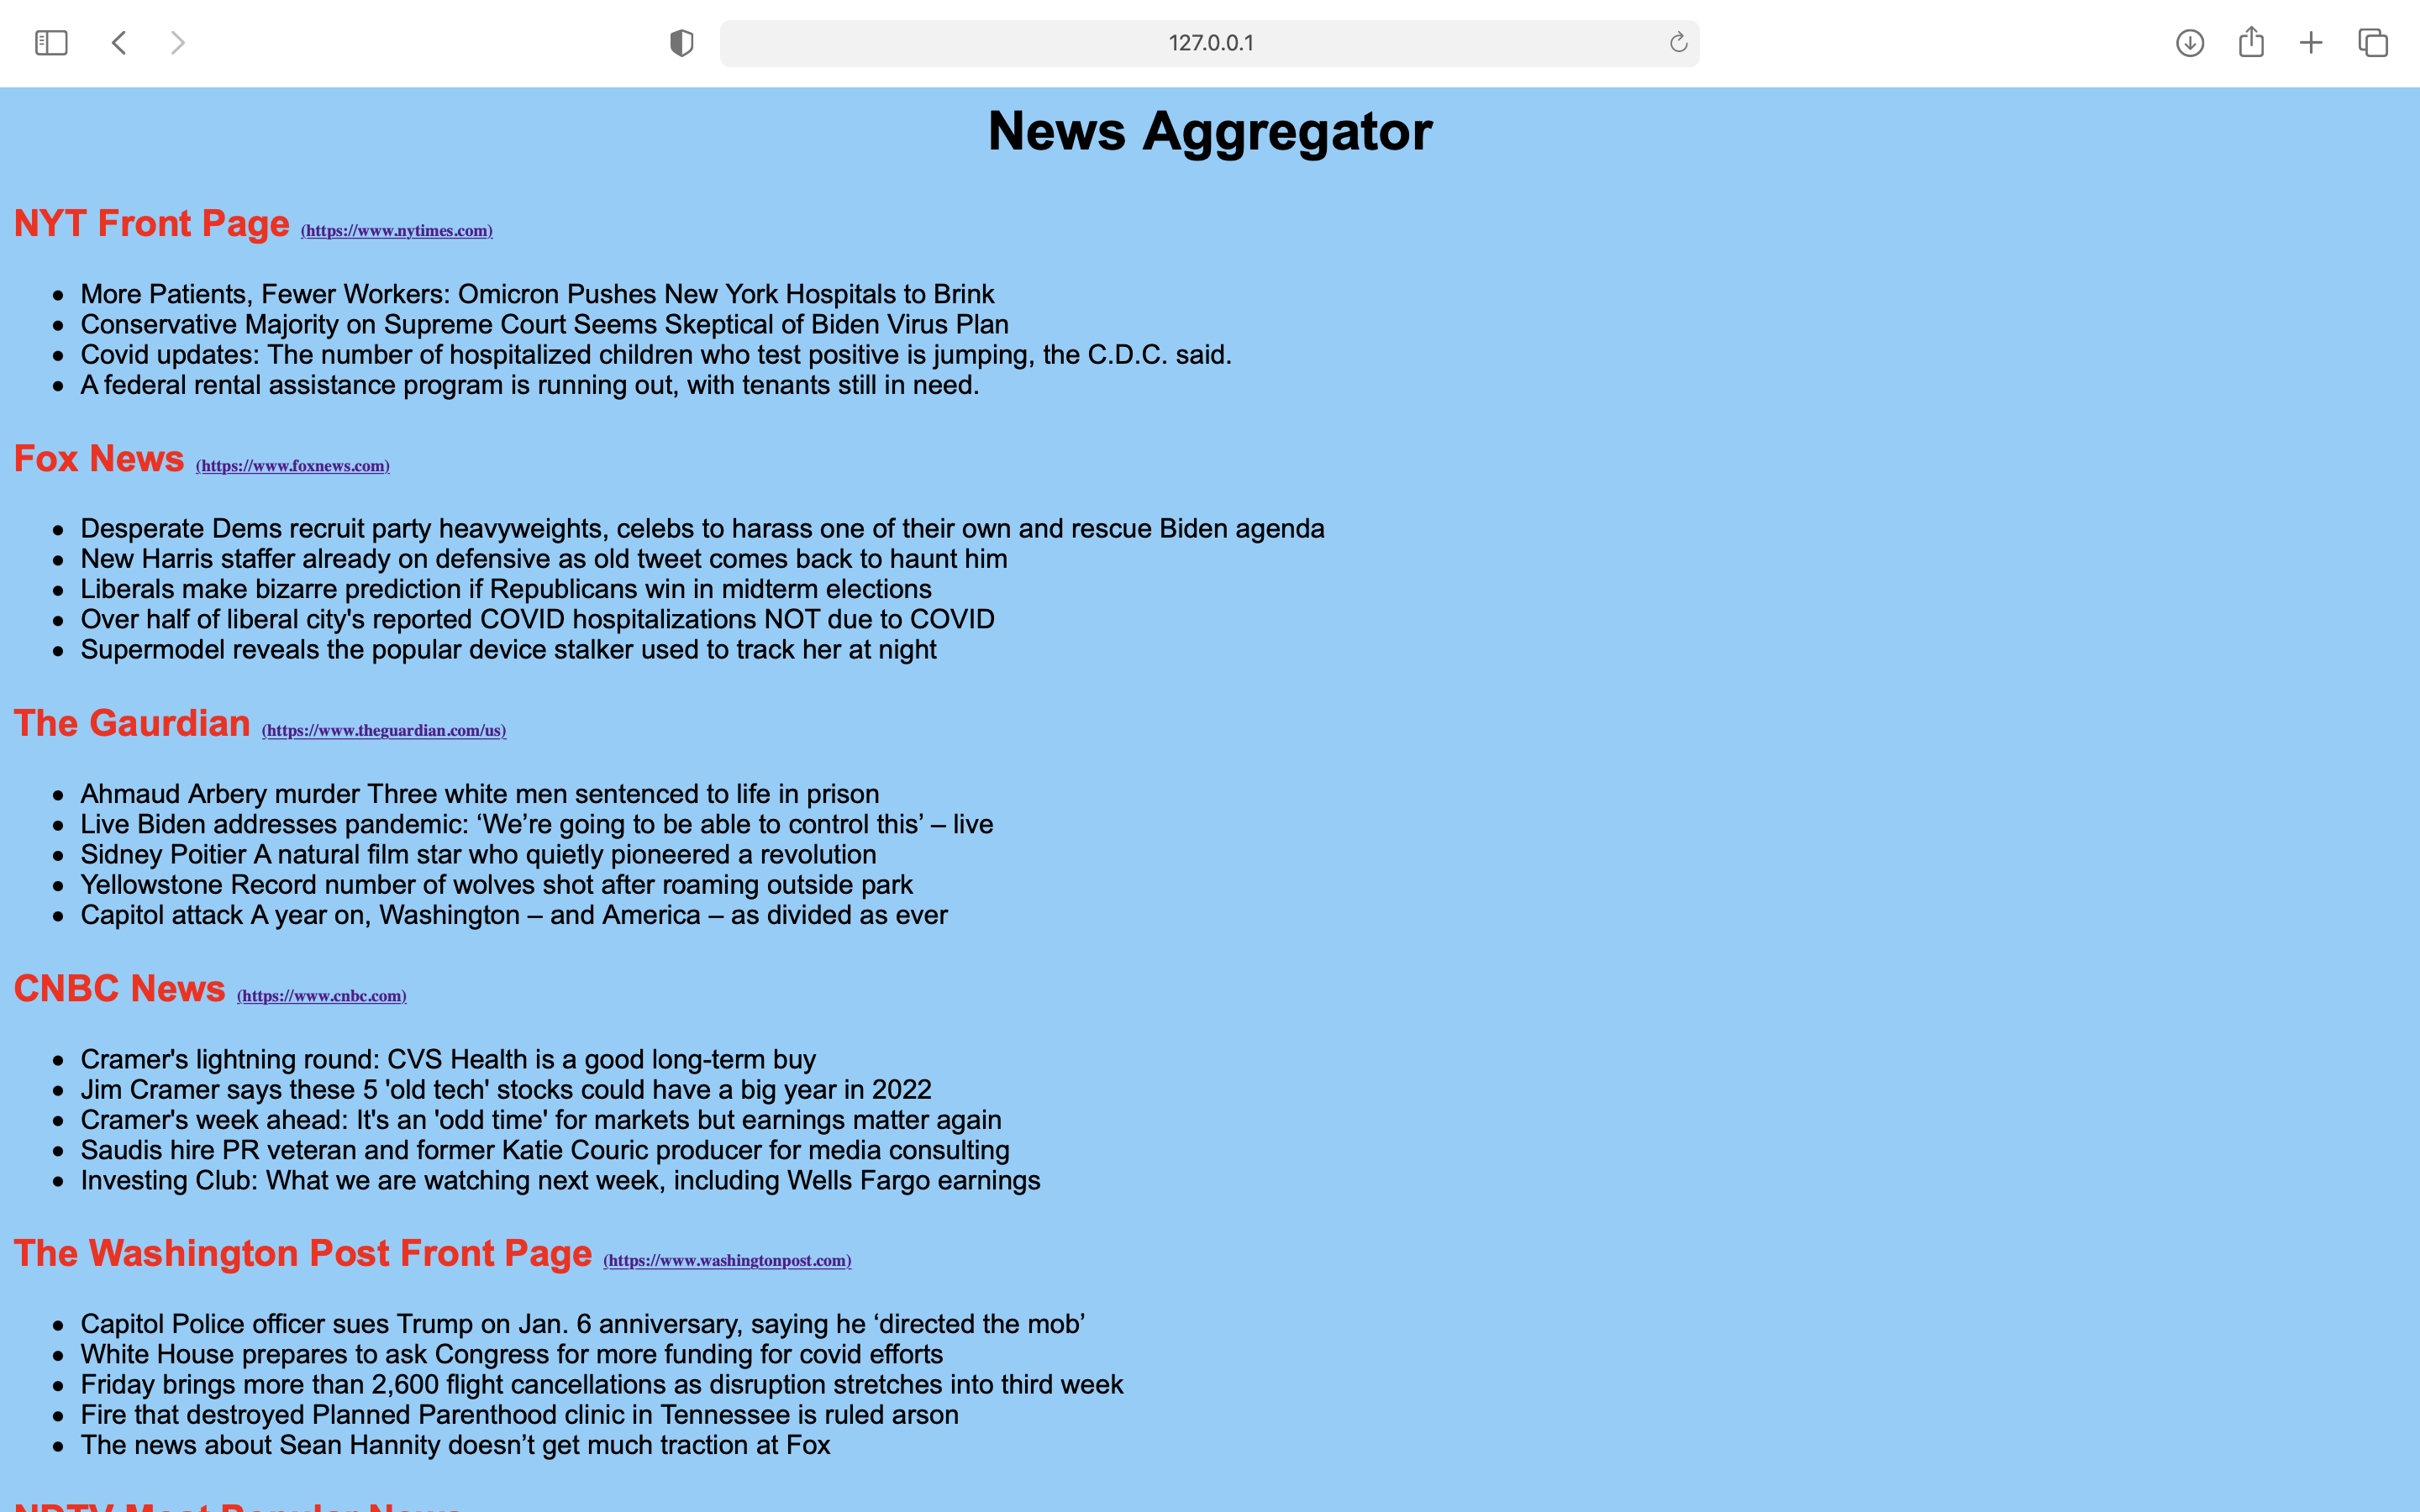 127.0.0.1
News Aggregator
NYT Front Page (https://www.nytimes.com)
More Patients, Fewer Workers: Omicron Pushes New York Hospitals to Brink
Conservative Majority on Supreme Court Seems Skeptical of Biden Virus Plan
Covid updates: The number of hospitalized children who test positive is jumping, the C.D.C. said.
A federal rental assistance program is running out, with tenants still in need.
Fox News (https://www.foxnews.com)
Desperate Dems recruit party heavyweights, celebs to harass one of their own and rescue Biden agenda
New Harris staffer already on defensive as old tweet comes back to haunt him
Liberals make bizarre prediction if Republicans win in midterm elections
Over half of liberal city's reported COVID hospitalizations NOT due to COVID
Supermodel reveals the popular device stalker used to track her at night
The Gaurdian (https://www.theguardian.com/us)
Ahmaud Arbery murder Three white men sentenced to life in prison
Live Biden addresses pandemic: ‘We’re going to be able to control this’ – live
Sidney Poitier A natural film star who quietly pioneered a revolution
Yellowstone Record number of wolves shot after roaming outside park
Capitol attack A year on, Washington – and America – as divided as ever
CNBC News (https://www.cnbc.com)
Cramer's lightning round: CVS Health is a good long-term buy
Jim Cramer says these 5 'old tech' stocks could have a big year in 2022
Cramer's week ahead: It's an 'odd time' for markets but earnings matter again
Saudis hire PR veteran and former Katie Couric producer for media consulting
Investing Club: What we are watching next week, including Wells Fargo earnings
The Washington Post Front Page (https://www.washingtonpost.com)
Capitol Police officer sues Trump on Jan. 6 anniversary, saying he ‘directed the mob’
White House prepares to ask Congress for more funding for covid efforts
Friday brings more than 2,600 flight cancellations as disruption stretches into third week
Fire that destroyed Planned Parenthood clinic in Tennessee is ruled arson
The news about Sean Hannity doesn’t get much traction at Fox
NDTV Most Popular News